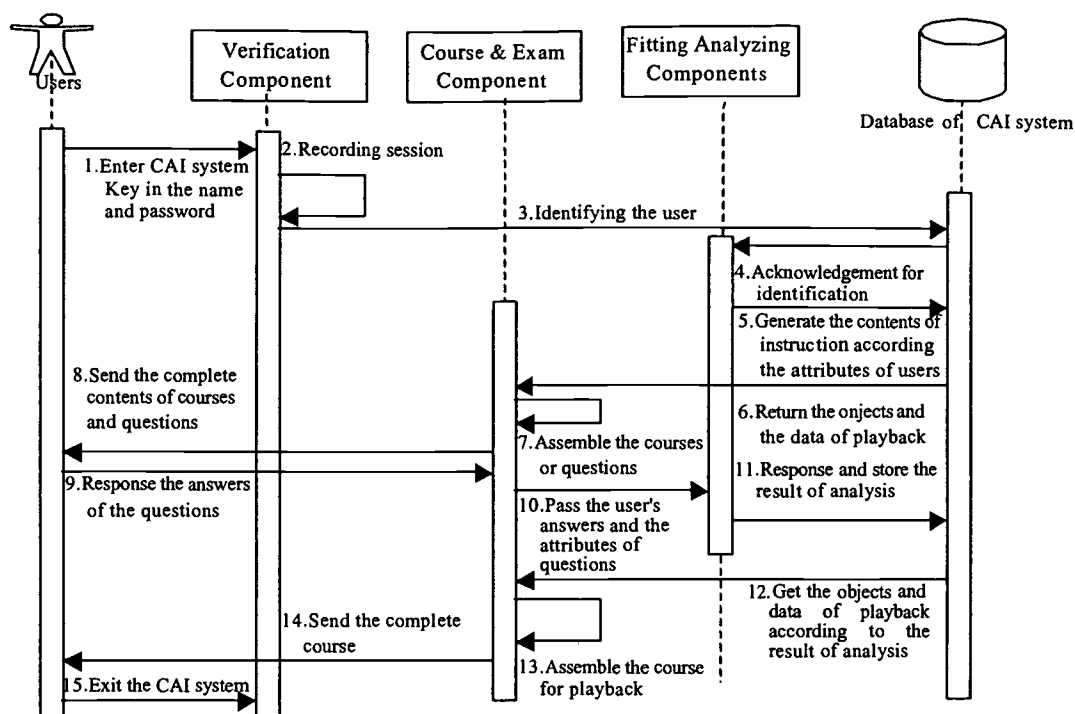 Users
Verification
Component
Course & Exam
Component
Fitting Analyzing
Components
Database of CAI system
1.Enter CAI system
Key in the name
and password
2.Recording session
3.Identifying the user
4.Acknowledgement for
identification
5.Generate the contents of
instruction according
the attributes of users
6.Return the onjects and
the data of playback
7.Assemble the courses
or questions
8.Send the complete
contents of courses
and questions
9.Response the answers
of the questions
10.Pass the user's
answers and the
attributes of
questions
11.Response and store the
result of analysis
12.Get the objects and
data of playback
according to the
result of analysis
13.Assemble the course
for playback
14.Send the complete
course
15.Exit the CAI system